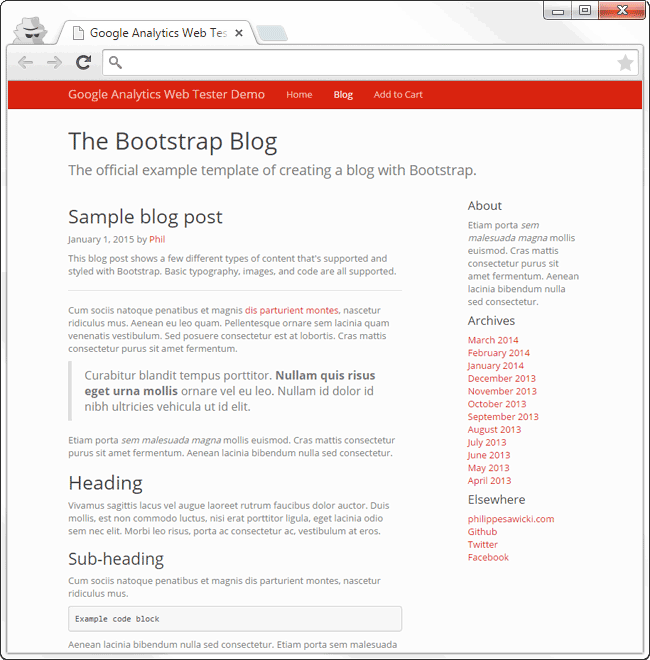 Google Analytics Web Tes
Google Analytics Web Tester Demo Home Blog Add to Cart
The Bootstrap Blog
The official example template of creating a blog with Bootstrap.
Sample blog post
January 1, 2015 by Phil
This blog post shows a few different types of content that's supported and
styled with Bootstrap. Basic typography, images, and code are all supported.
Cum sociis natoque penatibus et magnis dis parturient montes, nascetur
ridiculus mus. Aenean eu leo quam. Pellentesque ornare sem lacinia quam
venenatis vestibulum. Sed posuere consectetur est at lobortis. Cras mattis
consectetur purus sit amet fermentum.
Curabitur blandit tempus porttitor. Nullam quis risus
eget urna mollis ornare vel eu leo. Nullam id dolor id
nibh ultricies vehicula ut id elit.
Etiam porta sem malesuada magna mollis euismod. Cras mattis consectetur
purus sit amet fermentum. Aenean lacinia bibendum nulla sed consectetur.
Heading
Vivamus sagittis lacus vel augue laoreet rutrum faucibus dolor auctor. Duis
mollis, est non commodo luctus, nisi erat porttitor ligula, eget lacinia odio
sem nec elit. Morbi leo risus, porta ac consectetur ac, vestibulum at eros.
Sub-heading
Cum sociis natoque penatibus et magnis dis parturient montes, nascetur
ridiculus mus.
Example code block
Aenean lacinia bibendum nulla sed consectetur. Etiam porta sem malesuada
About
Etiam porta sem
malesuada magna mollis
euismod. Cras mattis
consectetur purus sit
amet fermentum. Aenean
lacinia bibendum nulla
sed consectetur.
Archives
March 2014
February 2014
January 2014
December 2013
November 2013
October 2013
September 2013
August 2013
July 2013
June 2013
May 2013
April 2013
Elsewhere
philippesawicki.com
Github
Twitter
Facebook